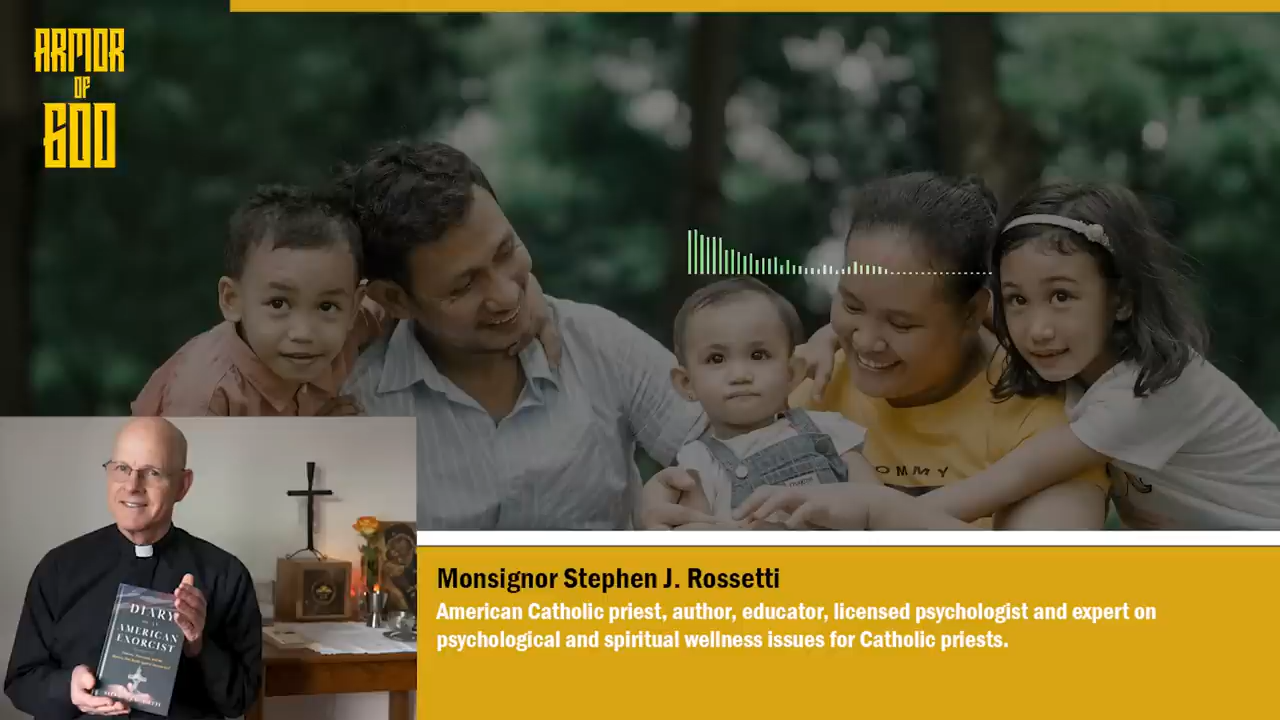 ARMOR
OF
GOD
OMMY
Monsignor Stephen J. Rossetti
American Catholic priest, author, educator, licensed psychologist and expert on
psychological and spiritual wellness issues for Catholic priests.
DIARY
AMERICAN
EXORCIST